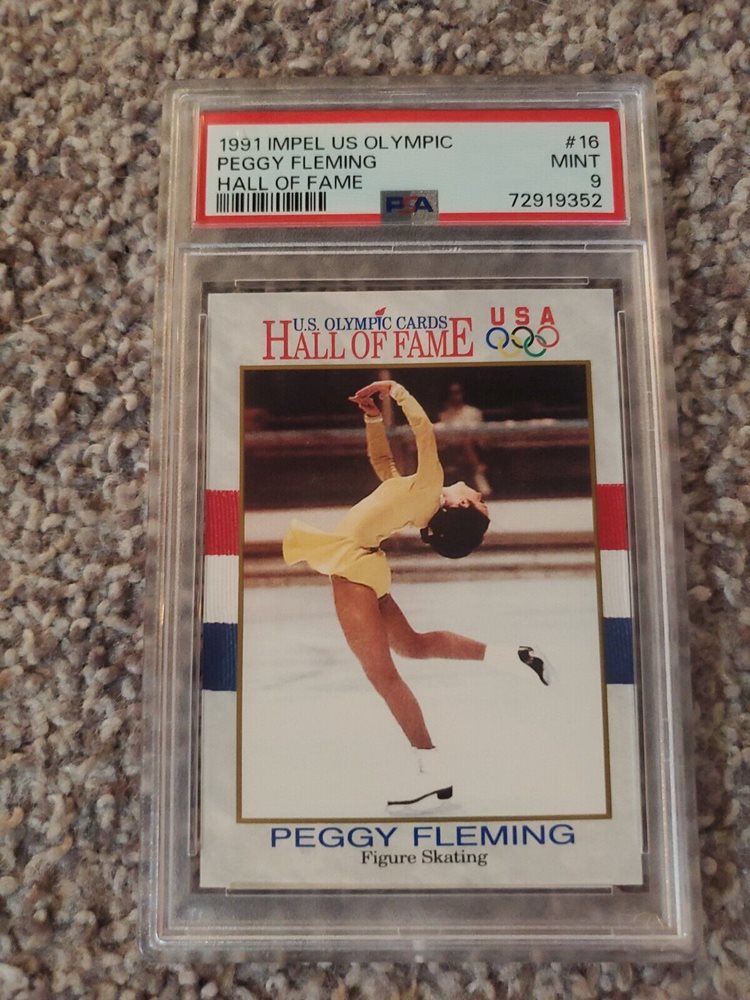 1991 IMPEL US OLYMPIC #16
PEGGY FLEMING MINT
HALL OF FAME 9
PSA 72919352
U.S. OLYMPIC CARDS
HALL OF FAME
USA
PEGGY FLEMING
Figure Skating